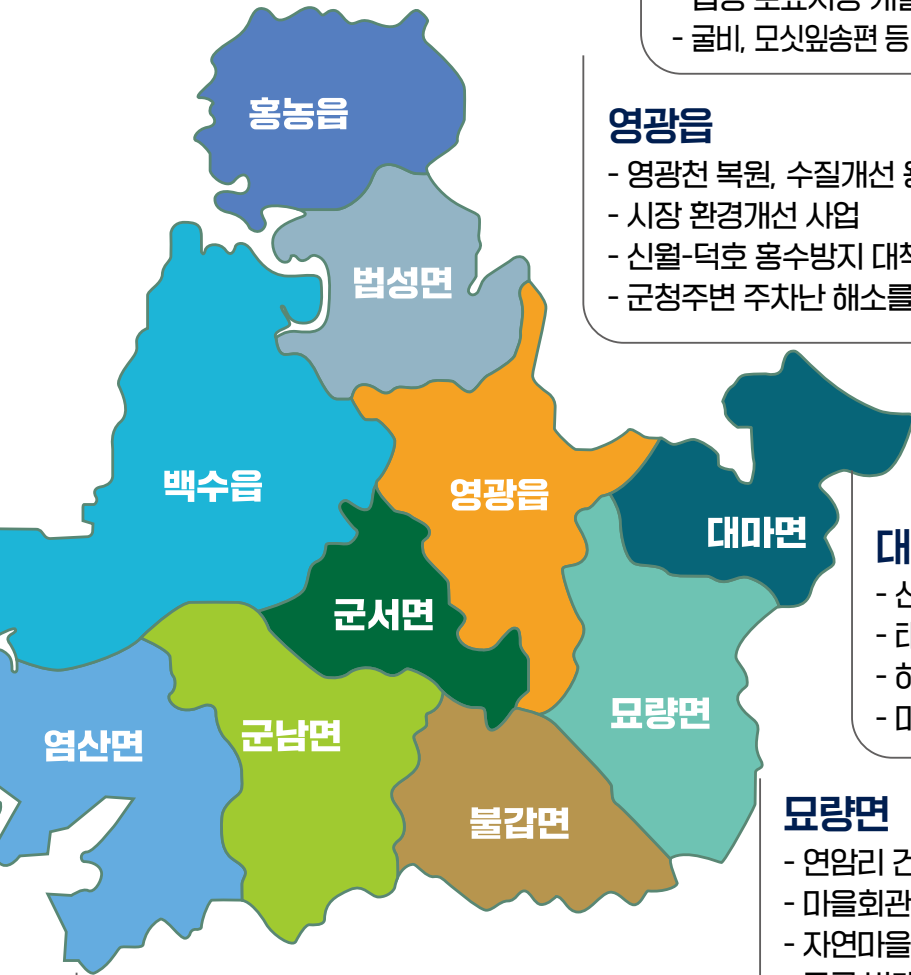 - 굴비, 모싯잎송편 등
영광읍
- 영광천 복원, 수질개선
- 시장 환경개선 사업
- 신월-덕호 홍수방지 대책
- 군청주변 주차난 해소를
홍농읍
법성면
백수읍
영광읍
대마면
군서면
묘량면
염산면
군남면
불갑면
대
묘량면
- 연암리
- 마을회관
- 자연마을